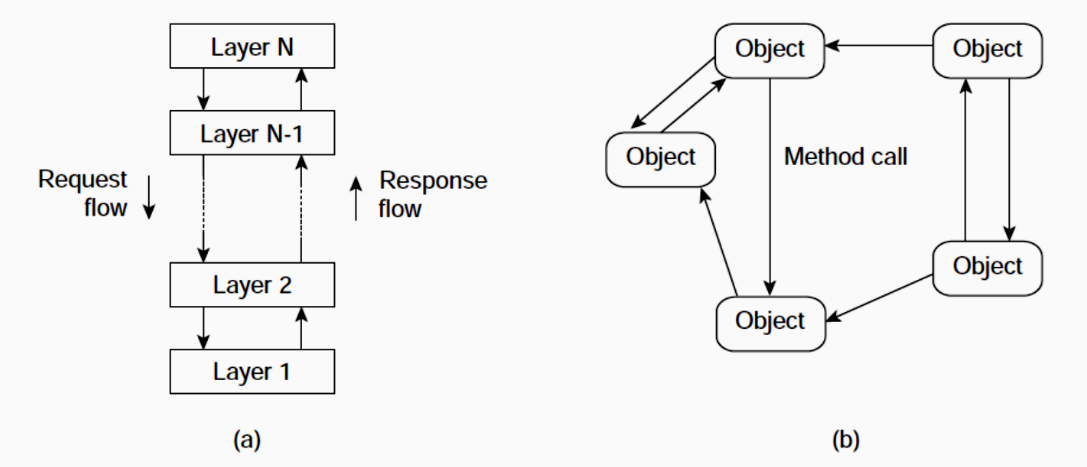 Layer N
Layer N-1
Request
flow
Response
flow
Layer 2
Layer 1
(a)
Object
Object
Object
Method call
Object
Object
(b)